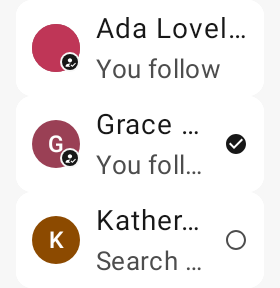 Ada Lovel…
You follow
G
Grace …
You foll…
K
Kather…
Search …